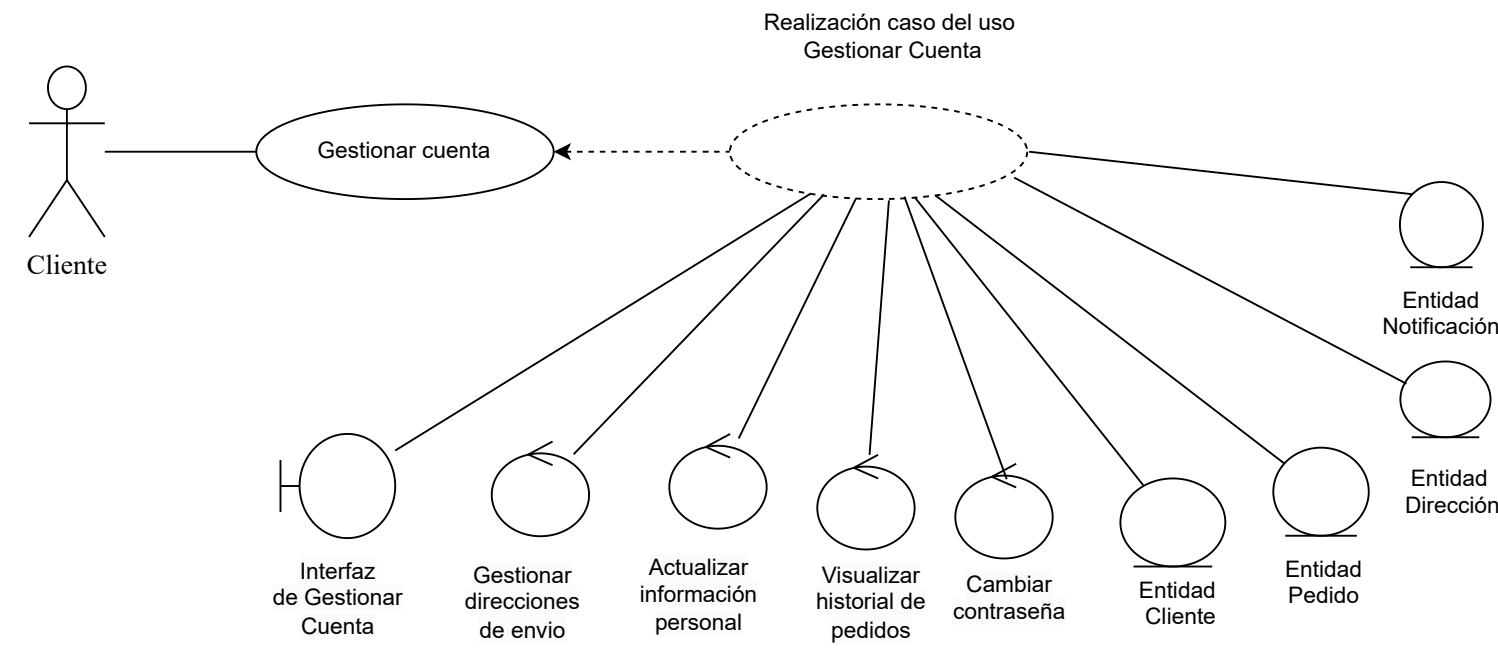 Realización caso del uso
Gestionar Cuenta
Gestionar cuenta
Cliente
Entidad
Notificación
Entidad
Dirección
Interfaz
de Gestionar
Cuenta
Gestionar
direcciones
de envio
Actualizar
información
personal
Visualizar
historial de
pedidos
Cambiar
contraseña
Entidad
Cliente
Entidad
Pedido